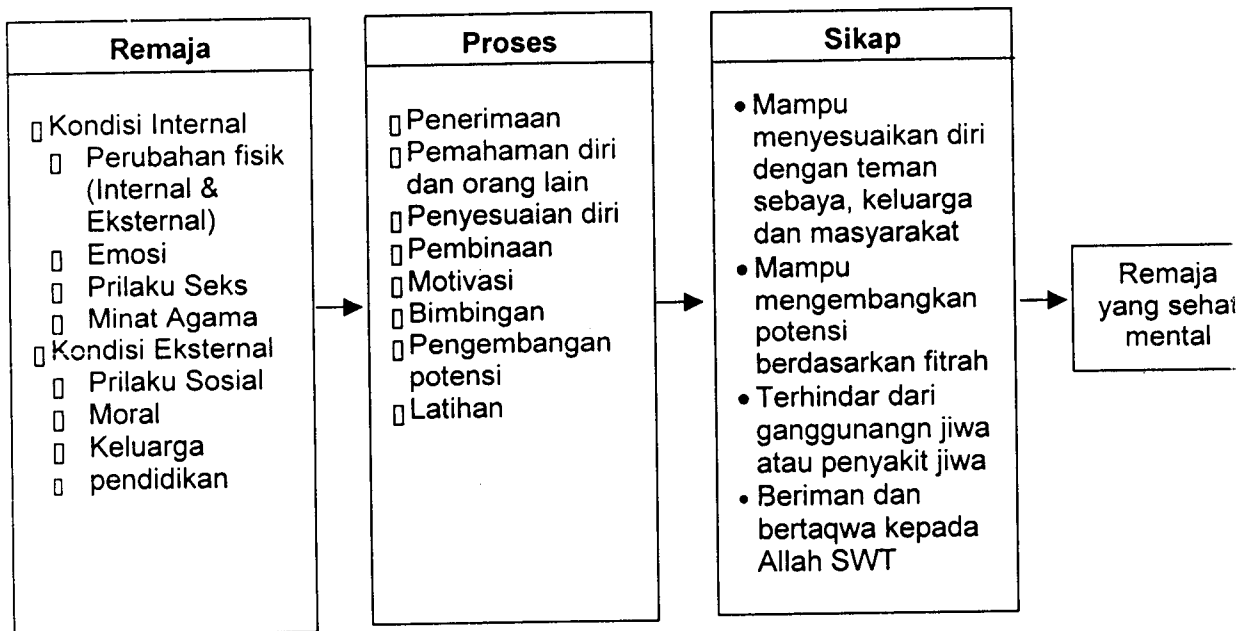 Remaja
Kondisi Internal
Perubahan fisik
(Internal &
Eksternal)
Emosi
Prilaku Seks
Minat Agama
Kondisi Eksternal
Prilaku Sosial
Moral
Keluarga
pendidikan
Proses
Penerimaan
Pemahaman diri
dan orang lain
Penyesuaian diri
Pembinaan
Motivasi
Bimbingan
Pengembangan
potensi
Latihan
Sikap
• Mampu
menyesuaikan diri
dengan teman
sebaya, keluarga
dan masyarakat
• Mampu
mengembangkan
potensi
berdasarkan fitrah
• Terhindar dari
ganggunangn jiwa
atau penyakit jiwa
• Beriman dan
bertaqwa kepada
Allah SWT
Remaja
yang sehat
mental